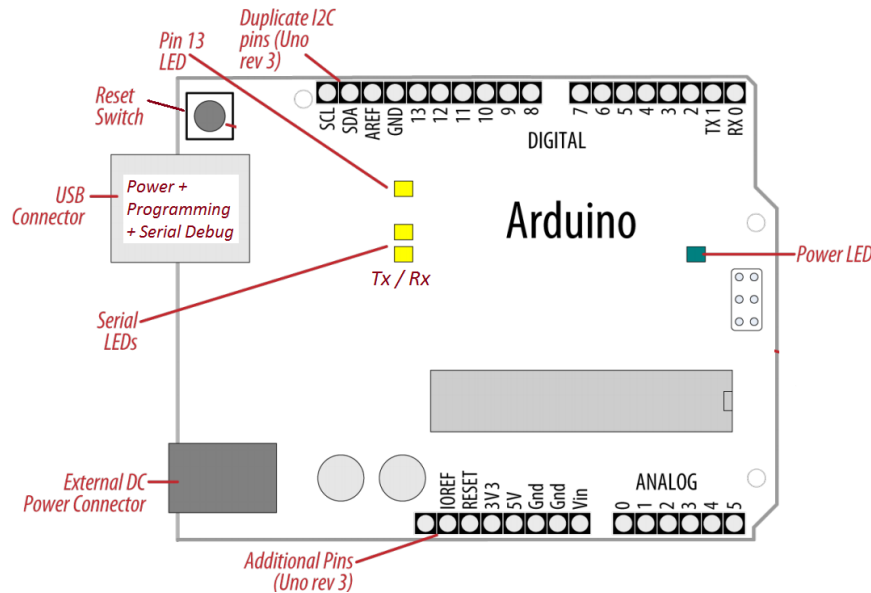 Duplicate I2C
pins (Uno
rev 3)
Pin 13
LED
Reset
Switch
SCL
SDA
AREF
GND
13
12
11
10
9
8
7
6
5
4
3
2
TX 1
RX 0
DIGITAL
USB
Connector
Power +
Programming
+ Serial Debug
Arduino
Power LED
Tx / Rx
Serial
LEDs
External DC
Power Connector
IOREF
RESET
3V3
5V
Gnd
Gnd
Vin
ANALOG
0
1
2
3
4
5
Additional Pins
(Uno rev 3)